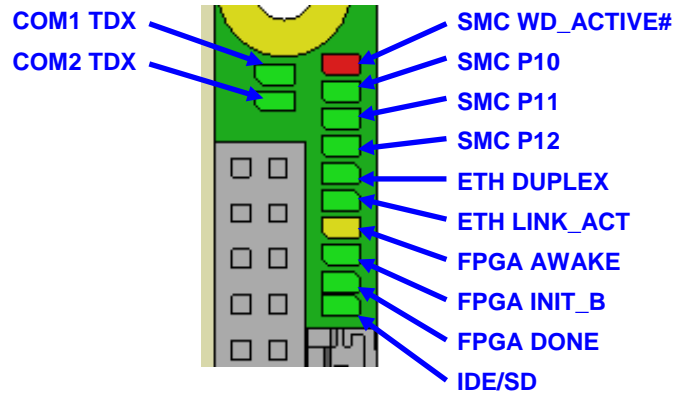 COM1 TDX
COM2 TDX
SMC WD_ACTIVE#
SMC P10
SMC P11
SMC P12
ETH DUPLEX
ETH LINK_ACT
FPGA AWAKE
FPGA INIT_B
FPGA DONE
IDE/SD